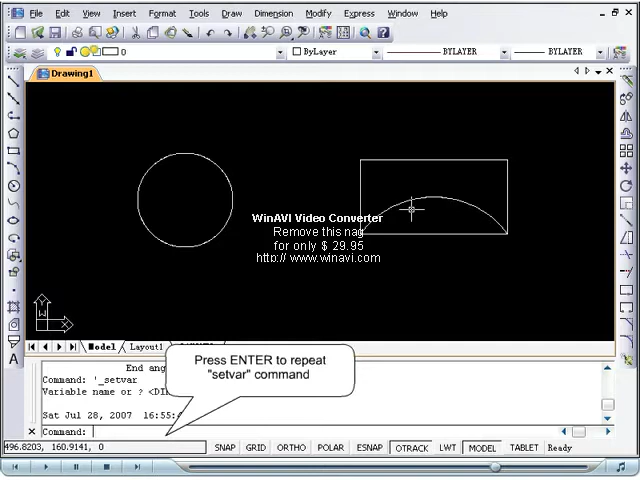 File Edit View Insert Format Tools Draw Dimension Modify Express Window Help
0 ByLayer BYLAYER BYLAYER
Drawing1
WinAVI Video Converter
Remove this nag
for only $ 29.95
http:// www.winavi.com
Y
W
X
Model Layout1
Press ENTER to repeat
"setvar" command
End ang
Command: '_setvar
Variable name or ? <DI
Sat Jul 28, 2007 16:55:
Command:
496.8203, 160.9141, 0 SNAP GRID ORTHO POLAR ESNAP OTRACK LWT MODEL TABLET Ready